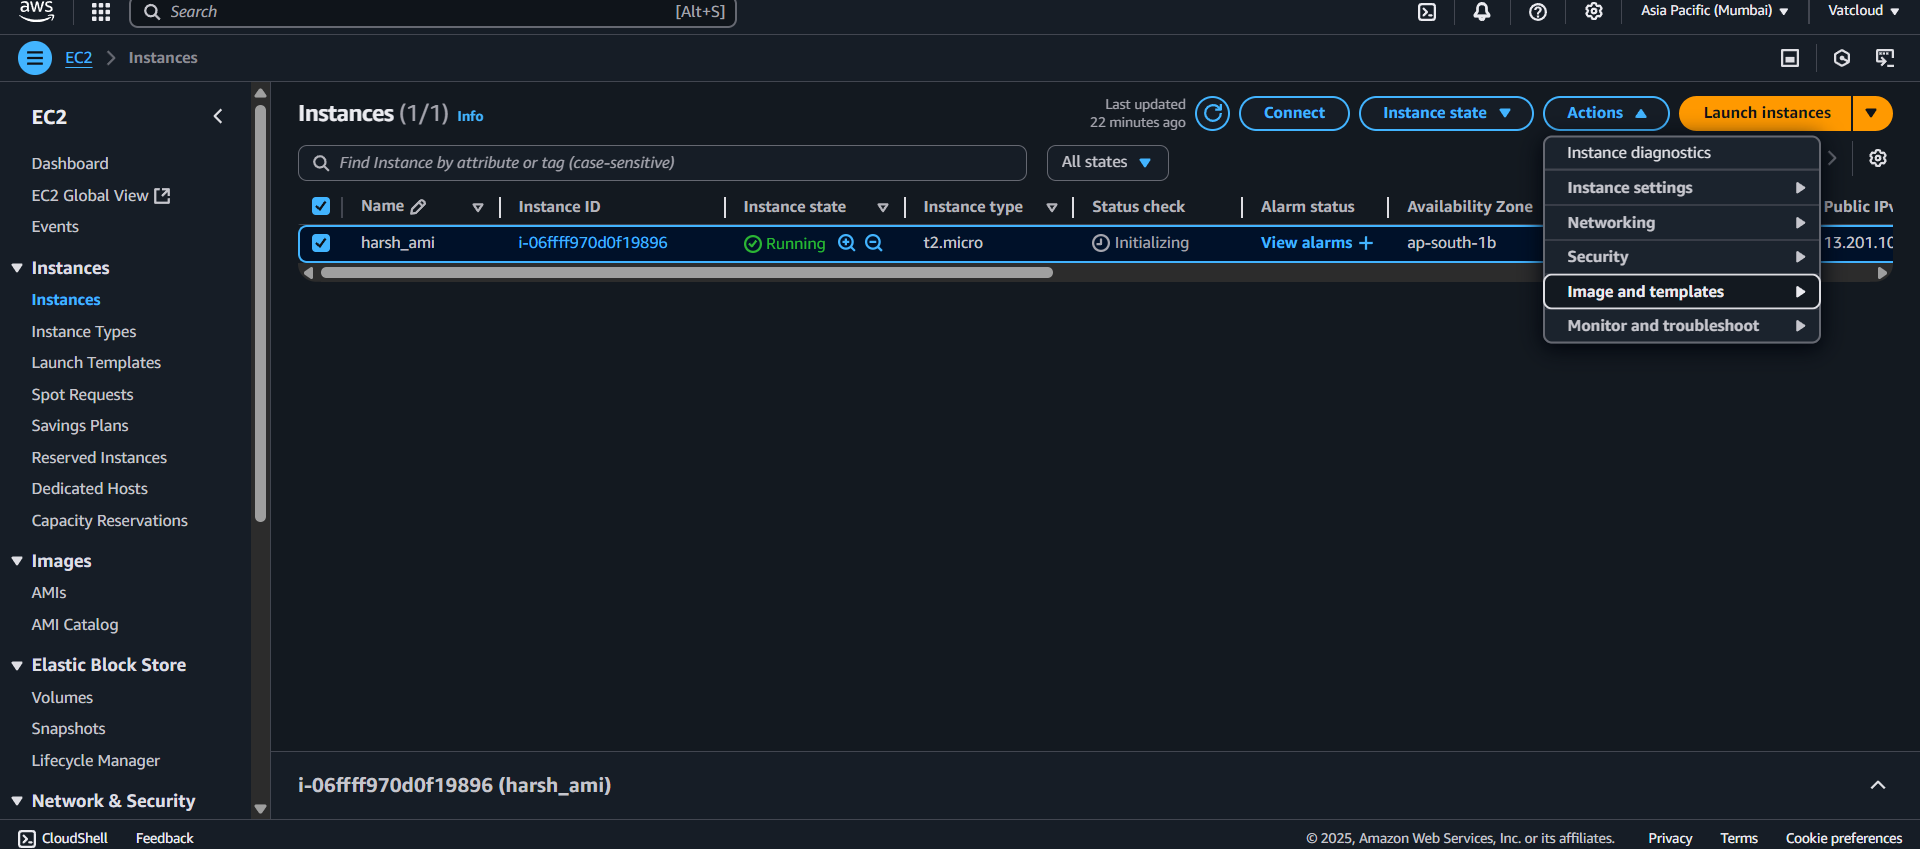 aws
Search [Alt+S]
Asia Pacific (Mumbai)
Vatcloud
EC2
Instances
EC2
Dashboard
EC2 Global View
Events
Instances
Instances
Instance Types
Launch Templates
Spot Requests
Savings Plans
Reserved Instances
Dedicated Hosts
Capacity Reservations
Images
AMIs
AMI Catalog
Elastic Block Store
Volumes
Snapshots
Lifecycle Manager
Network & Security
Instances (1/1) Info
Last updated
22 minutes ago
Connect
Instance state
Actions
Launch instances
Find Instance by attribute or tag (case-sensitive)
All states
Name Instance ID Instance state Instance type Status check Alarm status Availability Zone Public IPv
harsh_ami i-06ffff970d0f19896 Running t2.micro Initializing View alarms + ap-south-1b 13.201.10
Instance diagnostics
Instance settings
Networking
Security
Image and templates
Monitor and troubleshoot
i-06ffff970d0f19896 (harsh_ami)
CloudShell Feedback © 2025, Amazon Web Services, Inc. or its affiliates. Privacy Terms Cookie preferences